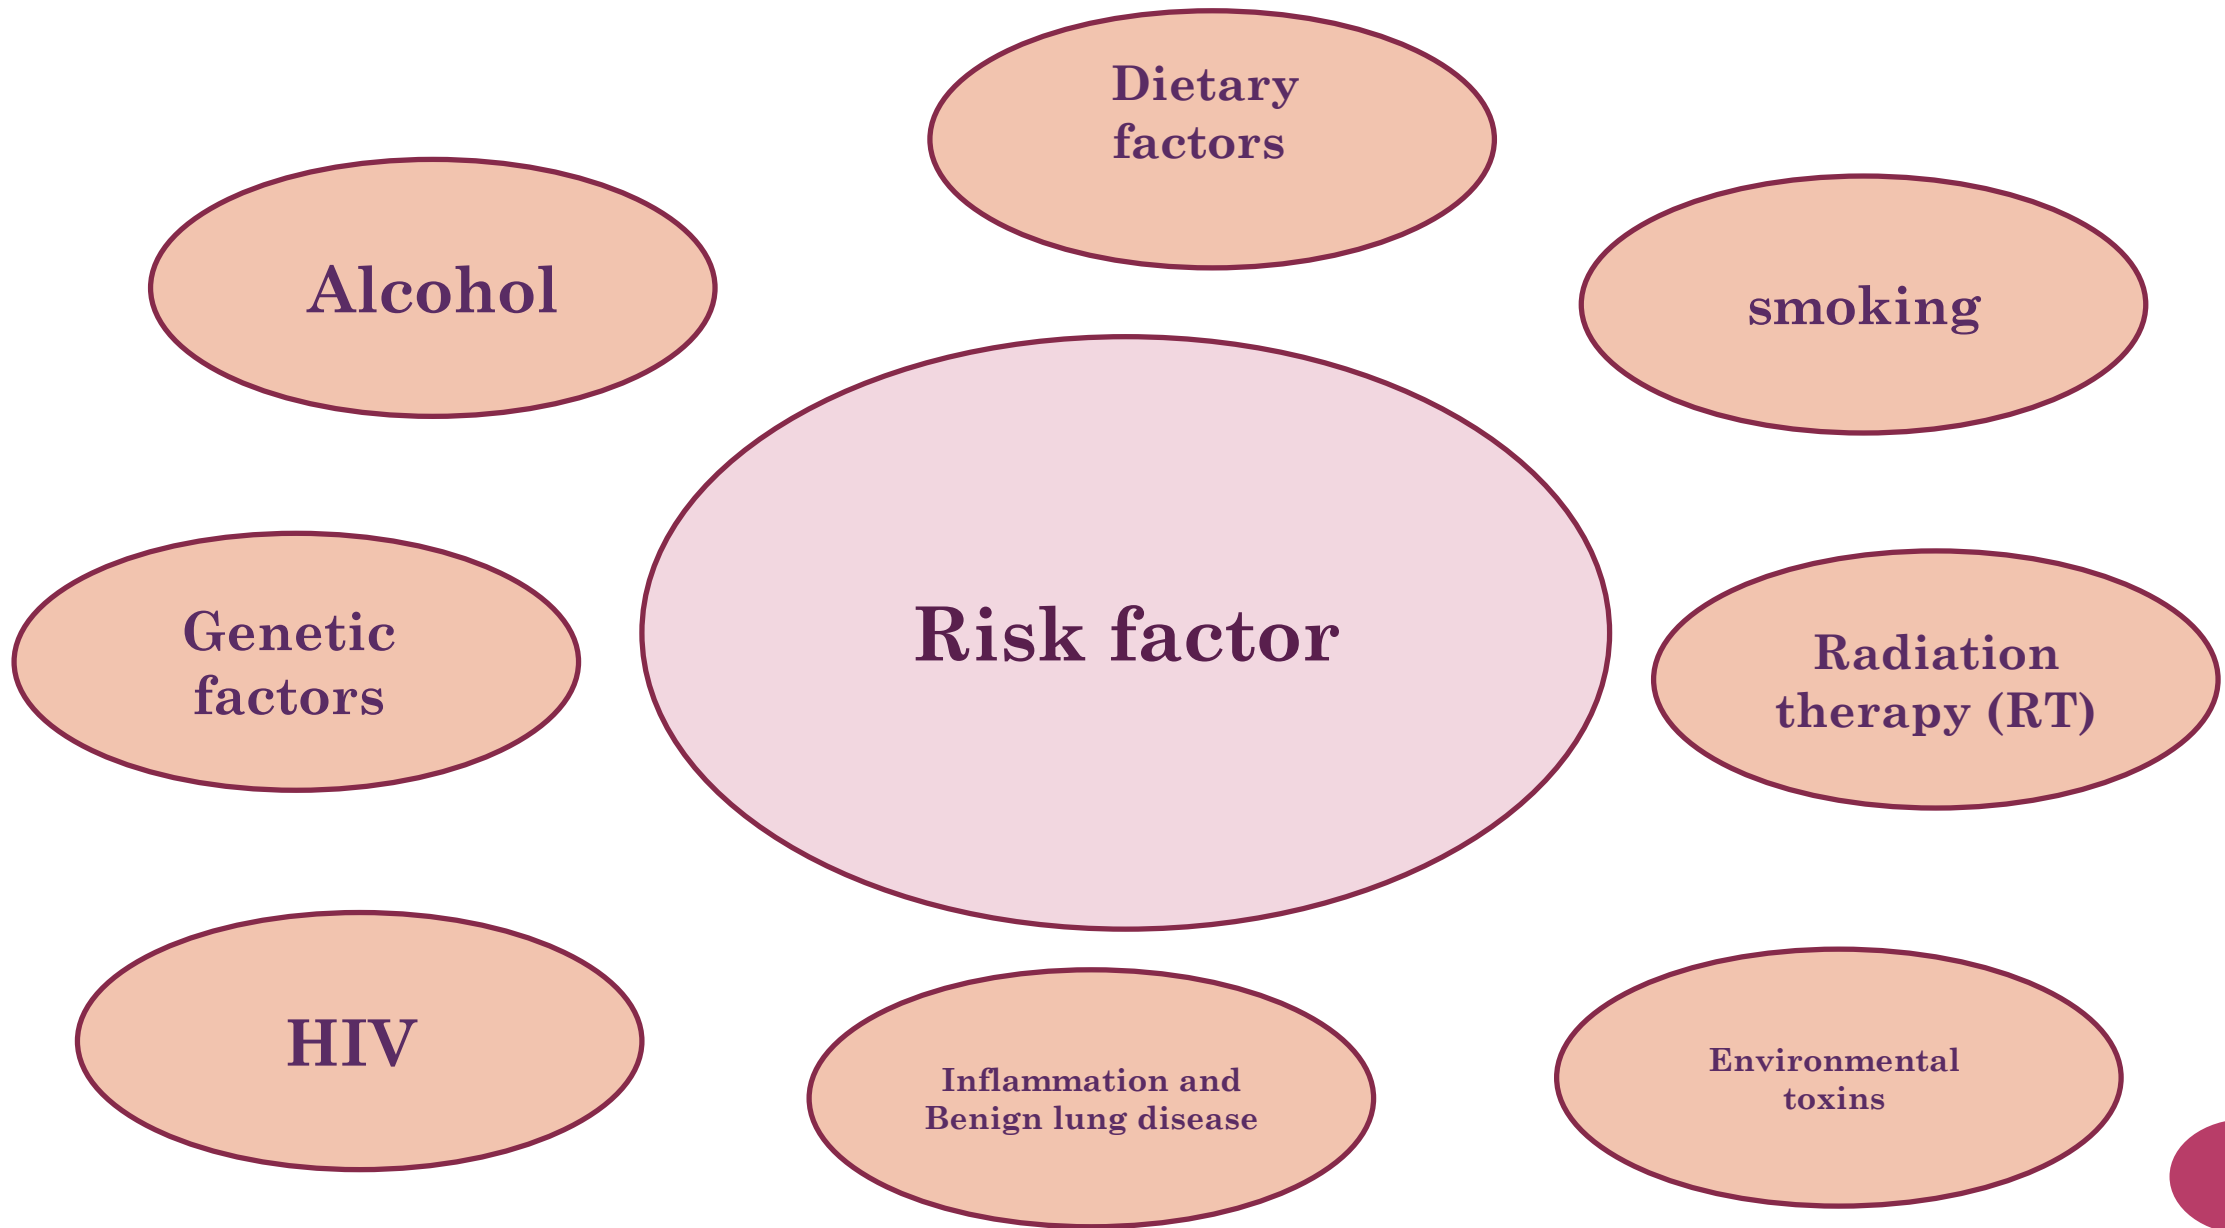 Dietary
factors
Alcohol
smoking
Risk factor
Genetic
factors
Radiation
therapy (RT)
HIV
Inflammation and
Benign lung disease
Environmental
toxins